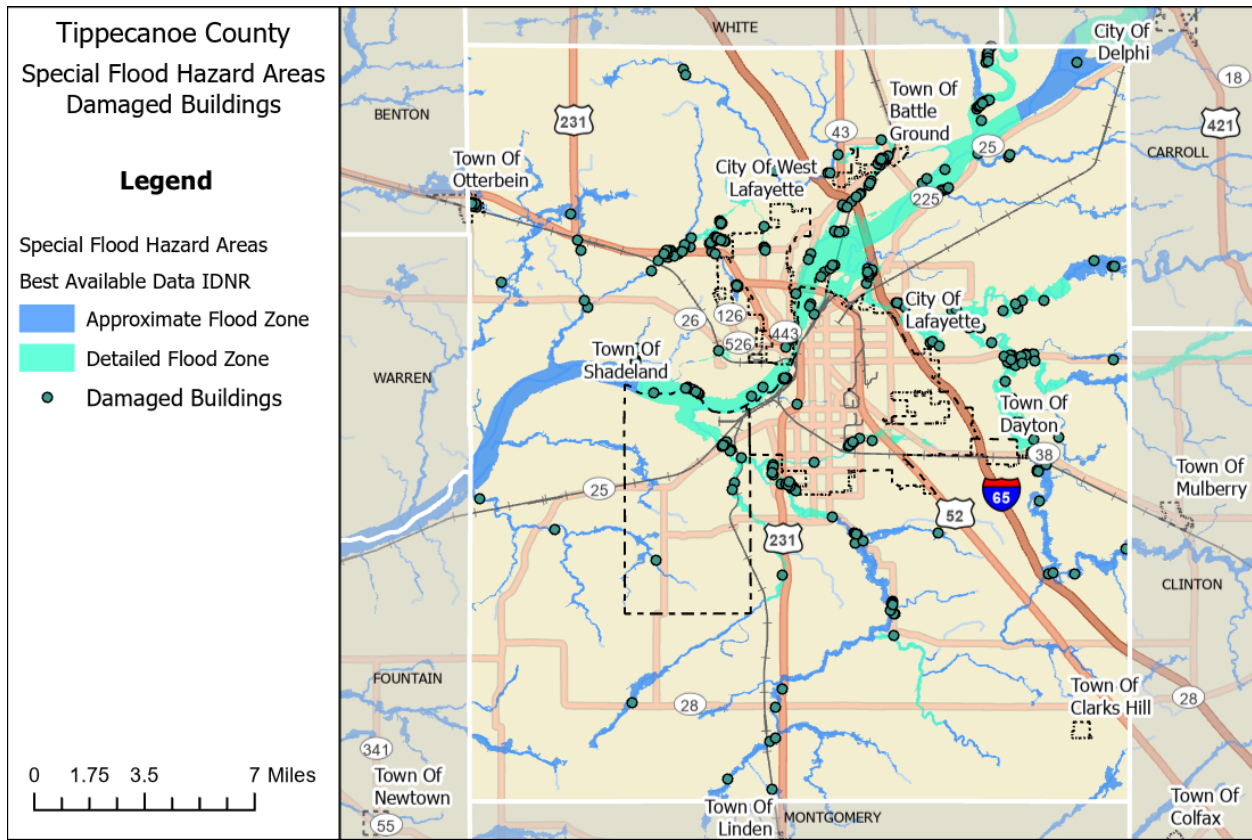 Tippecanoe County
Special Flood Hazard Areas
Damaged Buildings
Legend
Special Flood Hazard Areas
Best Available Data IDNR
Approximate Flood Zone
Detailed Flood Zone
Damaged Buildings
0 1.75 3.5 7 Miles
WHITE
City Of
Delphi
18
BENTON
231
43
Town Of
Battle
Ground
25
421
CARROLL
Town Of
Otterbein
City Of West
Lafayette
225
126
26
526
443
City Of
Lafayette
Town Of
Shadeland
WARREN
Town Of
Dayton
38
Town Of
Mulberry
25
65
52
231
CLINTON
FOUNTAIN
28
Town Of
Clarks Hill
28
341
Town Of
Newtown
55
Town Of
Linden
MONTGOMERY
Town Of
Colfax